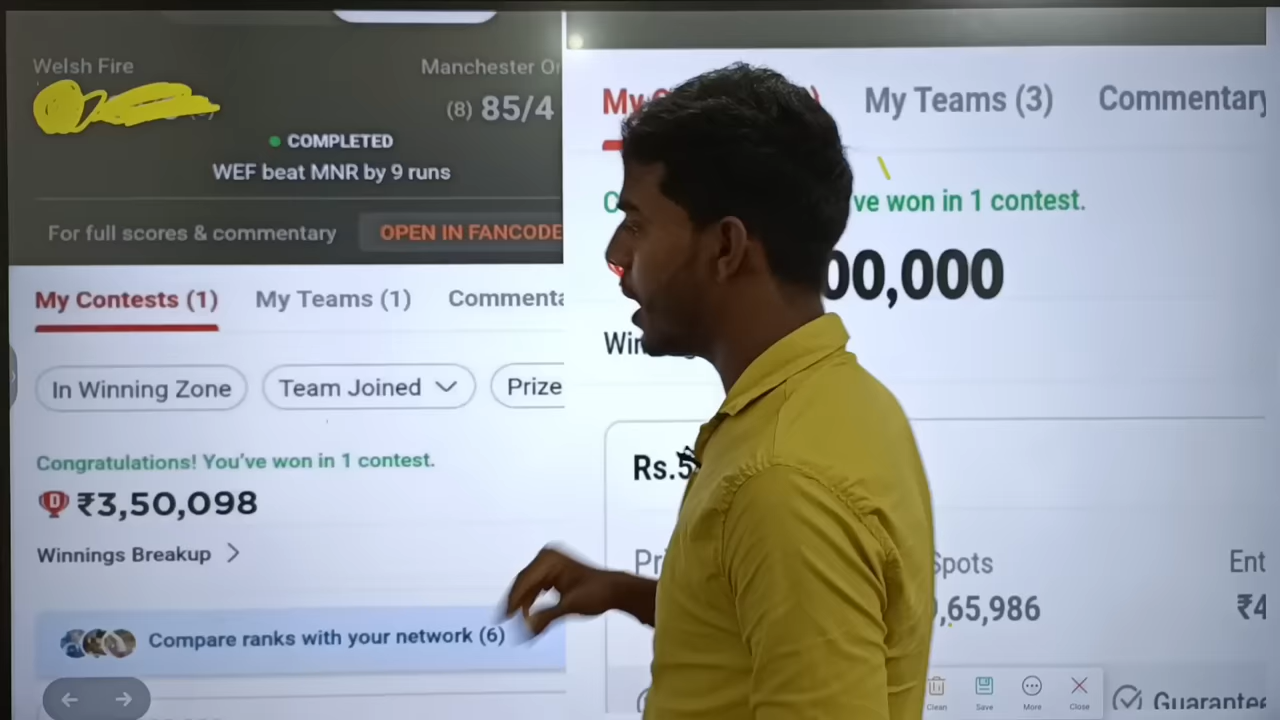 Welsh Fire
Manchester
(8) 85/4
COMPLETED
WEF beat MNR by 9 runs
For full scores & commentary
OPEN IN FANCODE
My Contests (1)
My Teams (1)
In Winning Zone
Team Joined
Prize
Congratulations! You've won in 1 contest.
₹3,50,098
Winnings Breakup >
Compare ranks with your network (6)
My
My Teams (3)
Commentary
've won in 1 contest.
00,000
Rs.5
Spots
,65,986
Ent
₹4
Clean
Save
More
Close
Guarantee